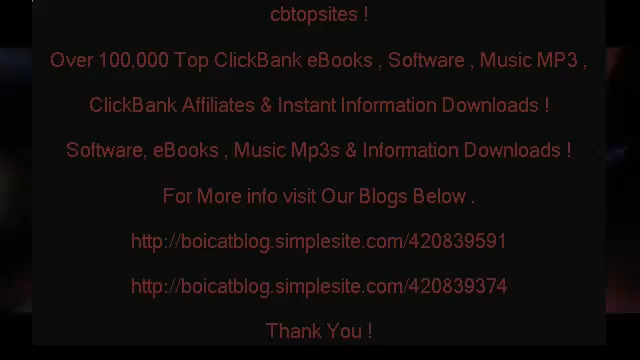 cbtopsites !
Over 100,000 Top ClickBank eBooks , Software , Music MP3 ,
ClickBank Affiliates & Instant Information Downloads !
Software, eBooks , Music Mp3s & Information Downloads !
For More info visit Our Blogs Below .
http://boicatblog.simplesite.com/420839591
http://boicatblog.simplesite.com/420839374
Thank You !